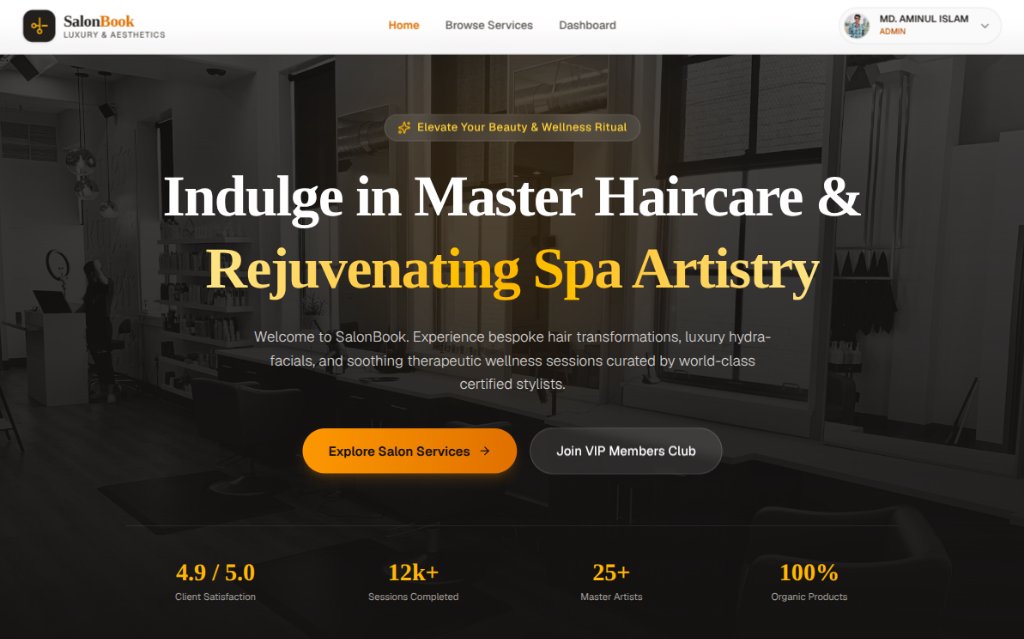 SalonBook
LUXURY & AESTHETICS
Home
Browse Services
Dashboard
MD. AMINUL ISLAM
ADMIN
Elevate Your Beauty & Wellness Ritual
Indulge in Master Haircare &
Rejuvenating Spa Artistry
Welcome to SalonBook. Experience bespoke hair transformations, luxury hydra-
facials, and soothing therapeutic wellness sessions curated by world-class
certified stylists.
Explore Salon Services
Join VIP Members Club
4.9 / 5.0
Client Satisfaction
12k+
Sessions Completed
25+
Master Artists
100%
Organic Products